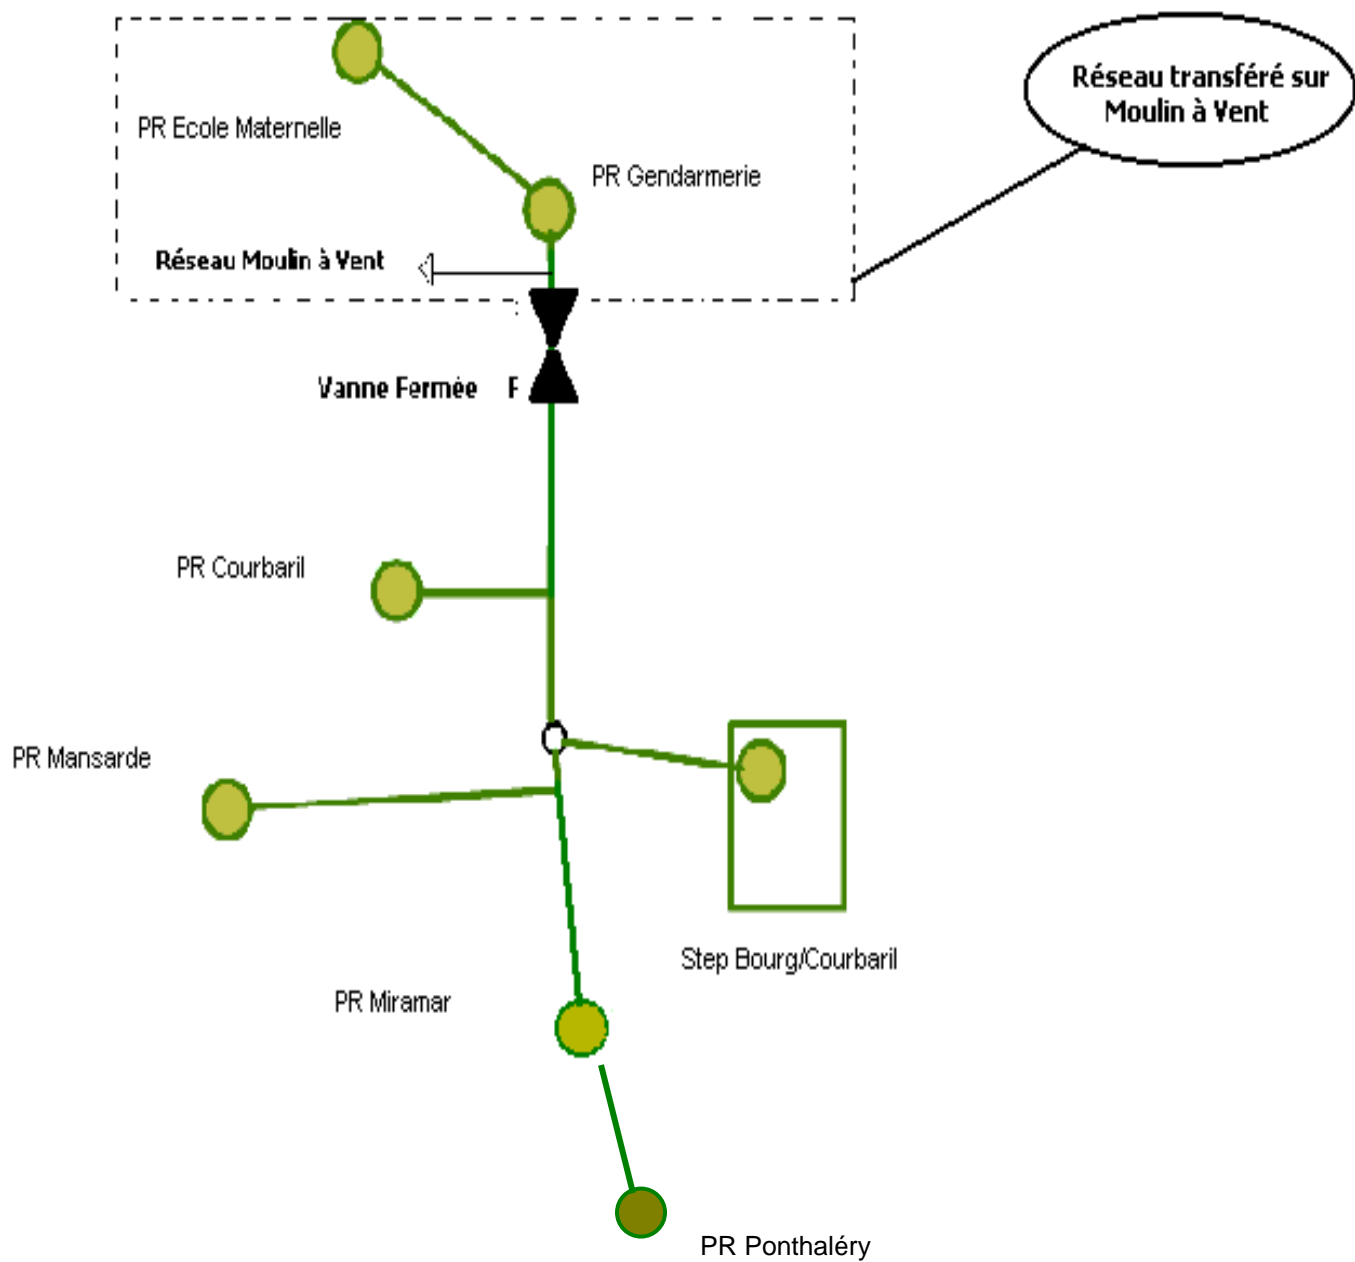 Réseau transféré sur
Moulin à Vent
PR Ecole Maternelle
PR Gendarmerie
Réseau Moulin à Vent
Vanne Fermée F
PR Courbaril
PR Mansarde
Step Bourg/Courbaril
PR Miramar
PR Ponthaléry